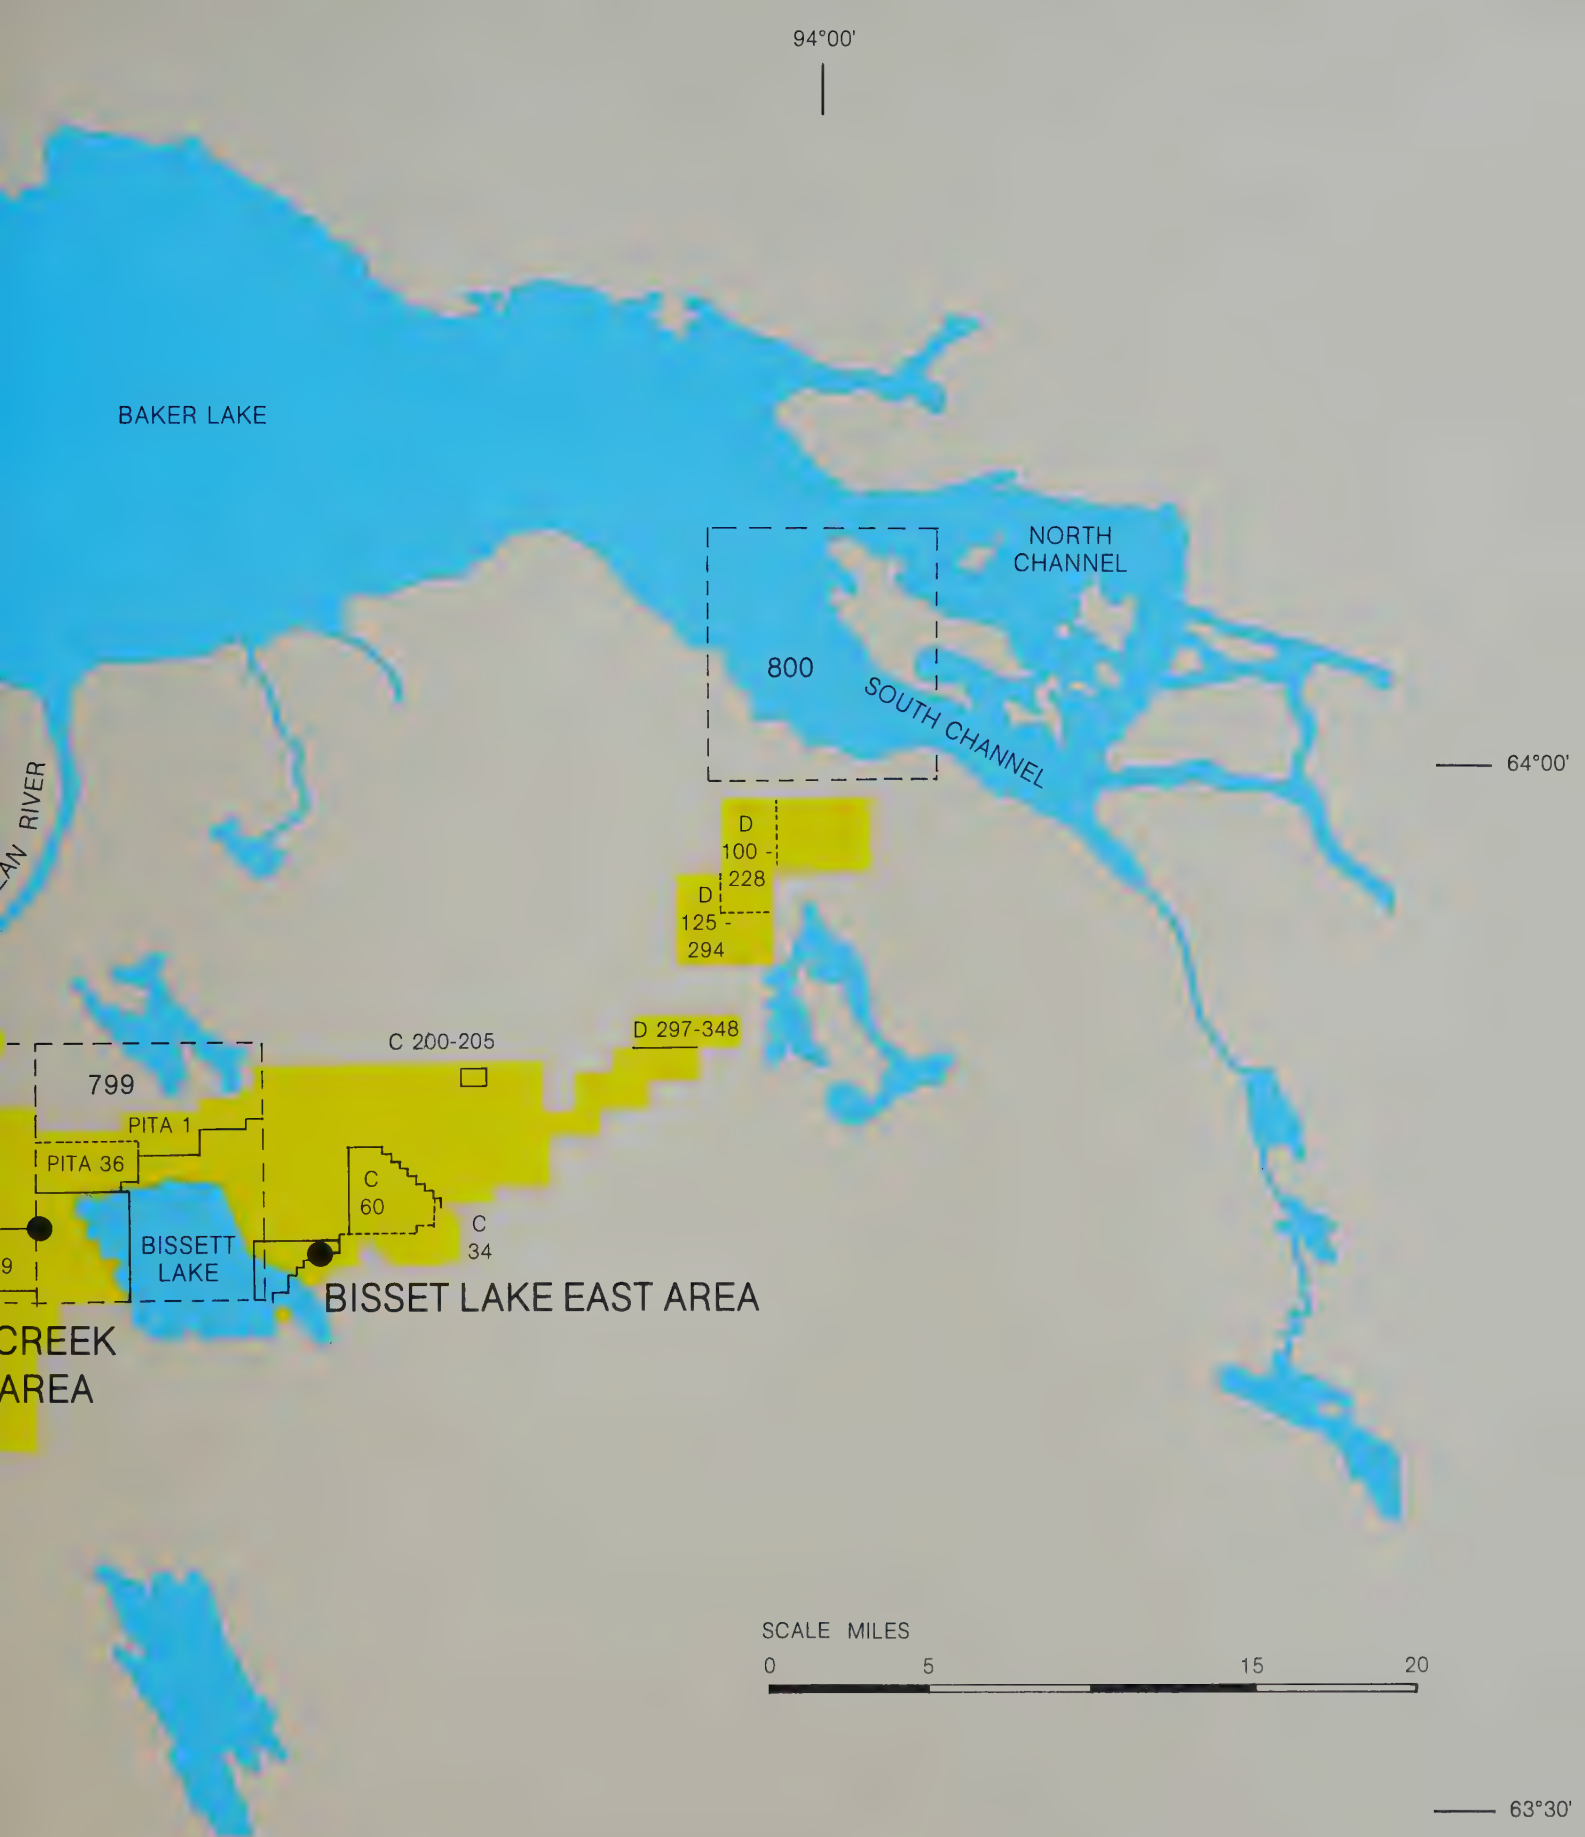 94°00'
BAKER LAKE
NORTH
CHANNEL
800
SOUTH CHANNEL
64°00'
RIVER
D
100 -
228
D
125 -
294
D 297-348
C 200-205
799
PITA 1
PITA 36
C
60
C
34
9
BISSETT
LAKE
BISSET LAKE EAST AREA
CREEK
AREA
SCALE MILES
0 5 15 20
63°30'